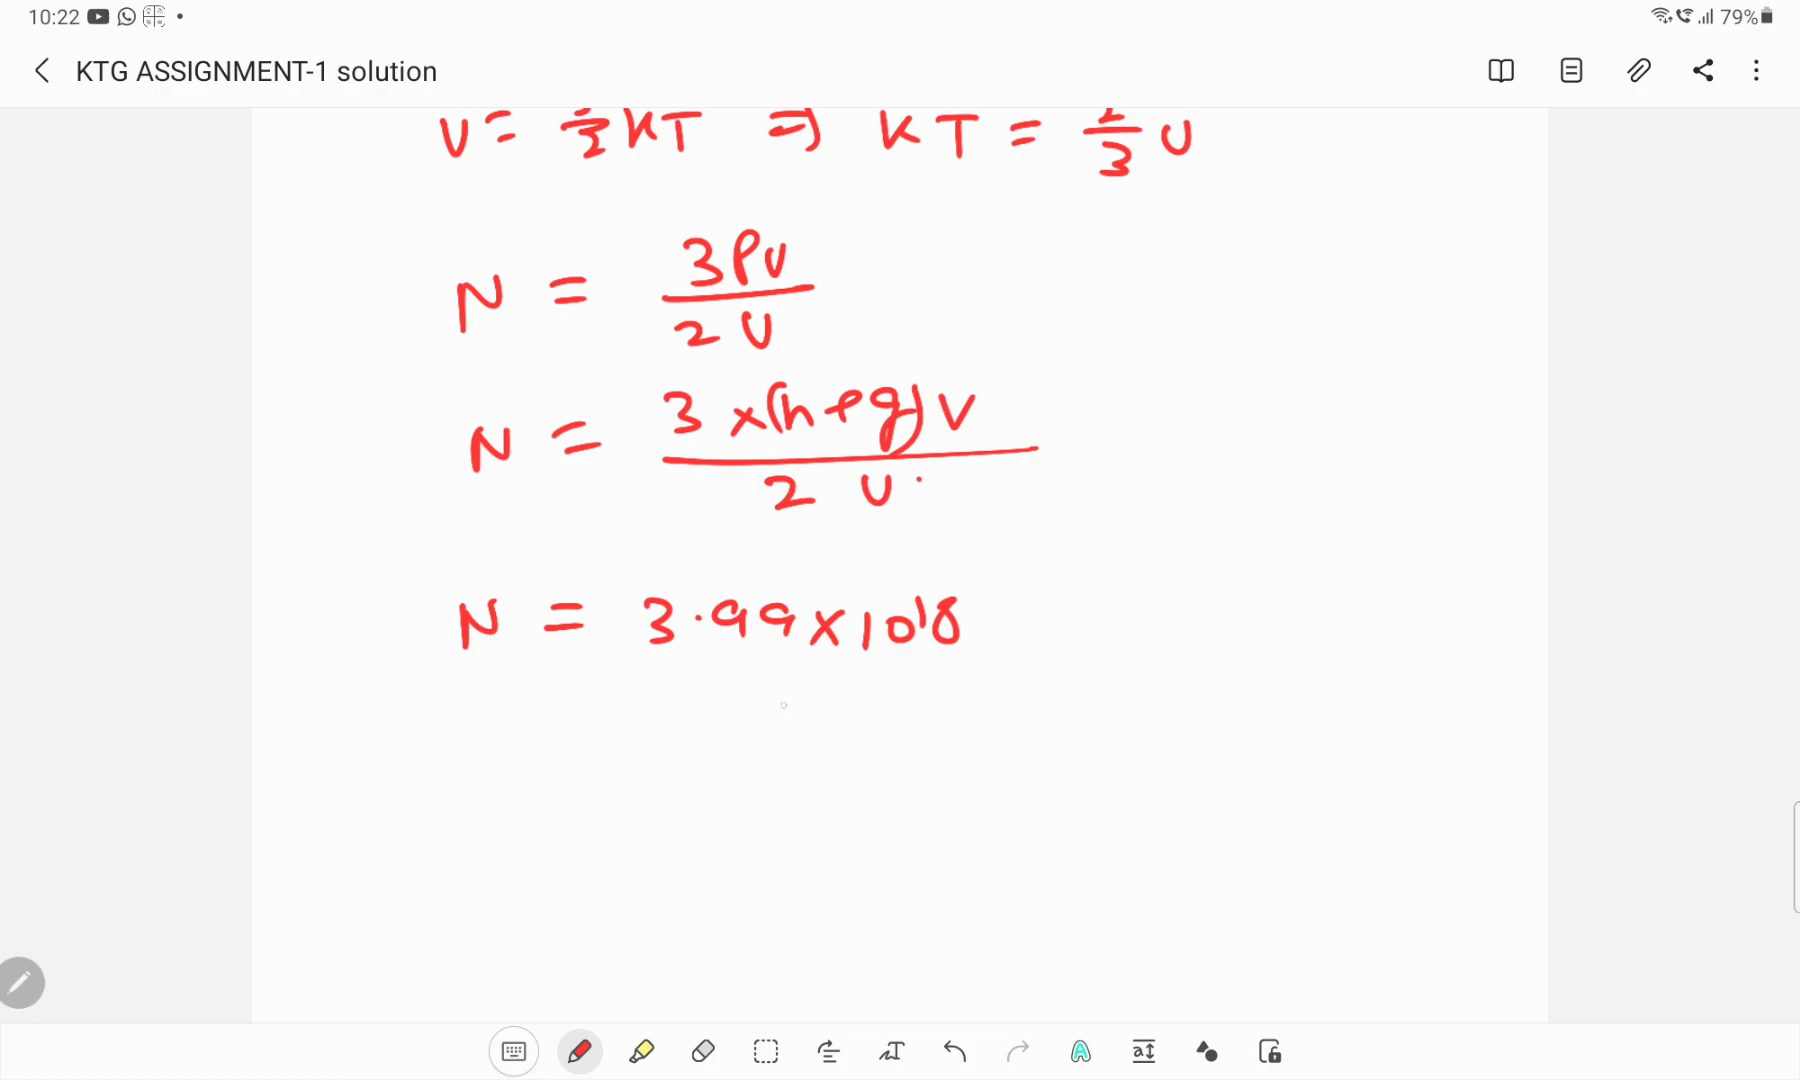 10:22 79%
KTG ASSIGNMENT-1 solution
U = 3/2 KT ⇒ KT = 2/3 U
N = 3PV / 2U
N = 3 × (hρg) V / 2 U
N = 3.99 × 10^18